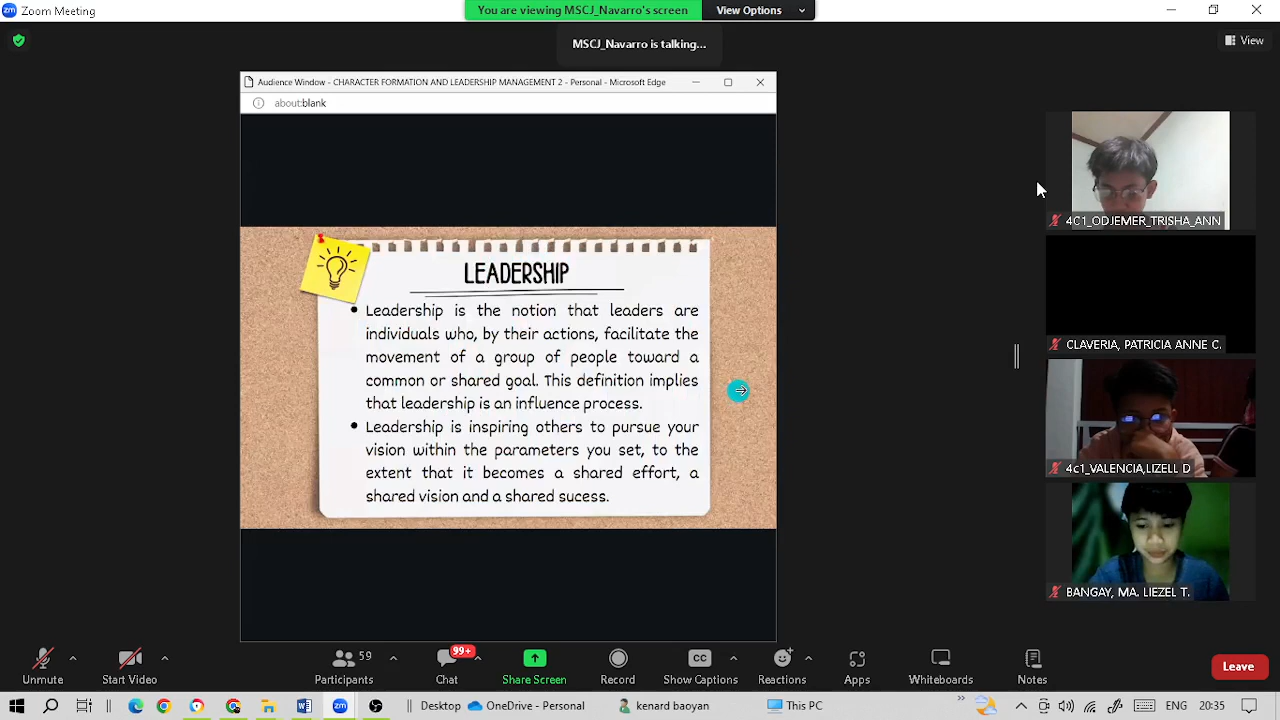 Zoom Meeting
You are viewing MSCJ_Navarro's screen
View Options
MSCJ_Navarro is talking...
View
Audience Window - CHARACTER FORMATION AND LEADERSHIP MANAGEMENT 2 - Personal - Microsoft Edge
about:blank
LEADERSHIP
• Leadership is the notion that leaders are
individuals who, by their actions, facilitate the
movement of a group of people toward a
common or shared goal. This definition implies
that leadership is an influence process.
• Leadership is inspiring others to pursue your
vision within the parameters you set, to the
extent that it becomes a shared effort, a
shared vision and a shared sucess.
4C1_ODJEMER_TRISHA_ANN
CLAVERIA, PATRICIA ANNE C.
4c1_VALENCIA,LIZELL D
BANGAY, MA. LIEZEL T.
Unmute
Start Video
59
Participants
99+
Chat
Share Screen
Record
CC
Show Captions
Reactions
Apps
Whiteboards
Notes
Leave
Desktop
OneDrive - Personal
kenard baoyan
This PC
ENG
20:35